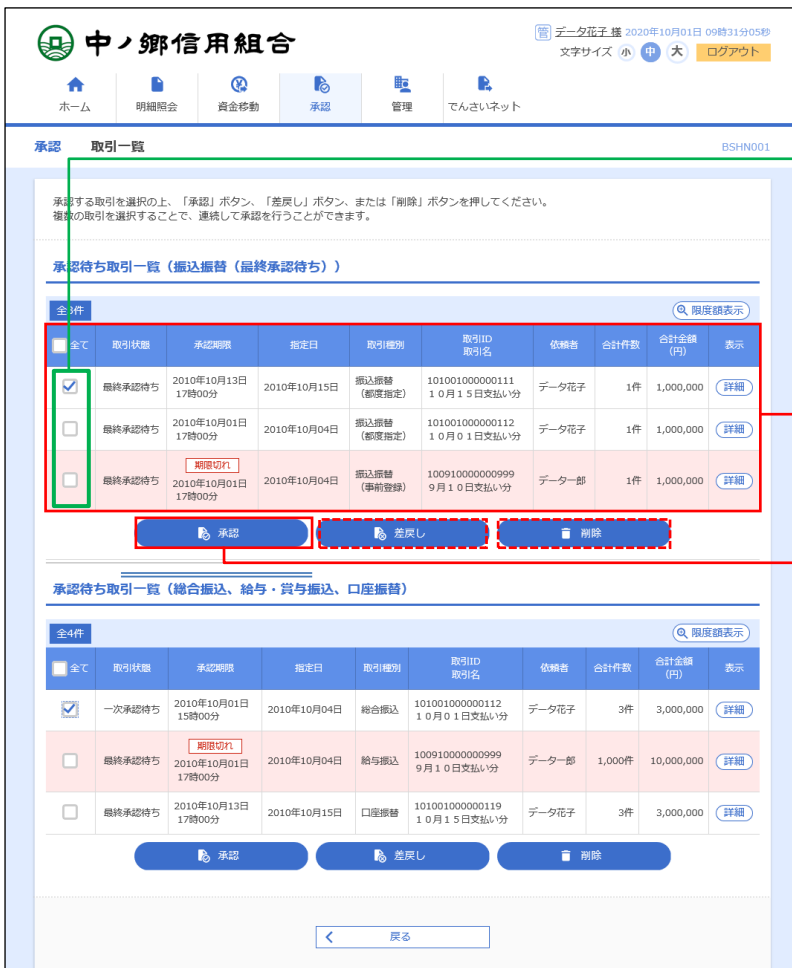 中ノ郷信用組合
管 データ花子 様 2020年10月01日 09時31分05秒
文字サイズ 小 中 大 ログアウト
ホーム 明細照会 資金移動 承認 管理 でんさいネット
承認 取引一覧 BSHN001
承認する取引を選択の上、「承認」ボタン、「差戻し」ボタン、または「削除」ボタンを押してください。
複数の取引を選択することで、連続して承認を行うことができます。
承認待ち取引一覧（振込振替（最終承認待ち））
全3件 限度額表示
全て 取引状態 承認期限 指定日 取引種別 取引ID 依頼者 合計件数 合計金額 表示
取引名 (円)
最終承認待ち 2010年10月13日 2010年10月15日 振込振替 101001000000111 データ花子 1件 1,000,000 詳細
17時00分 （都度指定） １０月１５日支払い分
最終承認待ち 2010年10月01日 2010年10月04日 振込振替 101001000000112 データ花子 1件 1,000,000 詳細
17時00分 （都度指定） １０月０１日支払い分
期限切れ
最終承認待ち 2010年10月01日 2010年10月04日 振込振替 100910000000999 データ一郎 1件 1,000,000 詳細
17時00分 （事前登録） ９月１０日支払い分
承認 差戻し 削除
承認待ち取引一覧（総合振込、給与・賞与振込、口座振替）
全4件 限度額表示
全て 取引状態 承認期限 指定日 取引種別 取引ID 依頼者 合計件数 合計金額 表示
取引名 (円)
一次承認待ち 2010年10月01日 2010年10月04日 総合振込 101001000000112 データ花子 3件 3,000,000 詳細
15時00分 １０月０１日支払い分
期限切れ
最終承認待ち 2010年10月01日 2010年10月04日 給与振込 100910000000999 データ一郎 1,000件 10,000,000 詳細
17時00分 ９月１０日支払い分
最終承認待ち 2010年10月13日 2010年10月15日 口座振替 101001000000119 データ花子 3件 3,000,000 詳細
17時00分 １０月１５日支払い分
承認 差戻し 削除
戻る